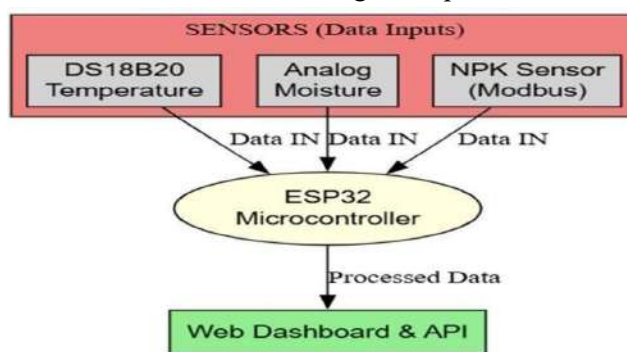 SENSORS (Data Inputs)
DS18B20
Temperature
Analog
Moisture
NPK Sensor
(Modbus)
Data IN
Data IN
Data IN
ESP32
Microcontroller
Processed Data
Web Dashboard & API